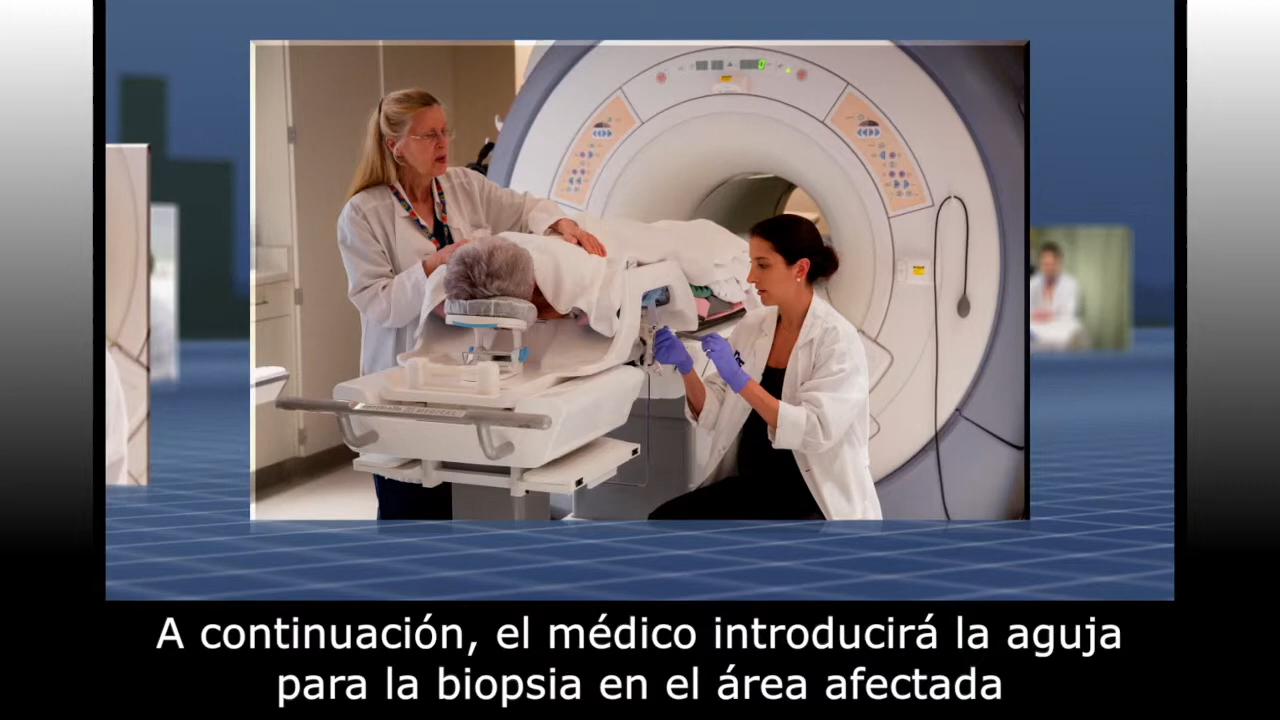 A continuación, el médico introducirá la aguja
para la biopsia en el área afectada